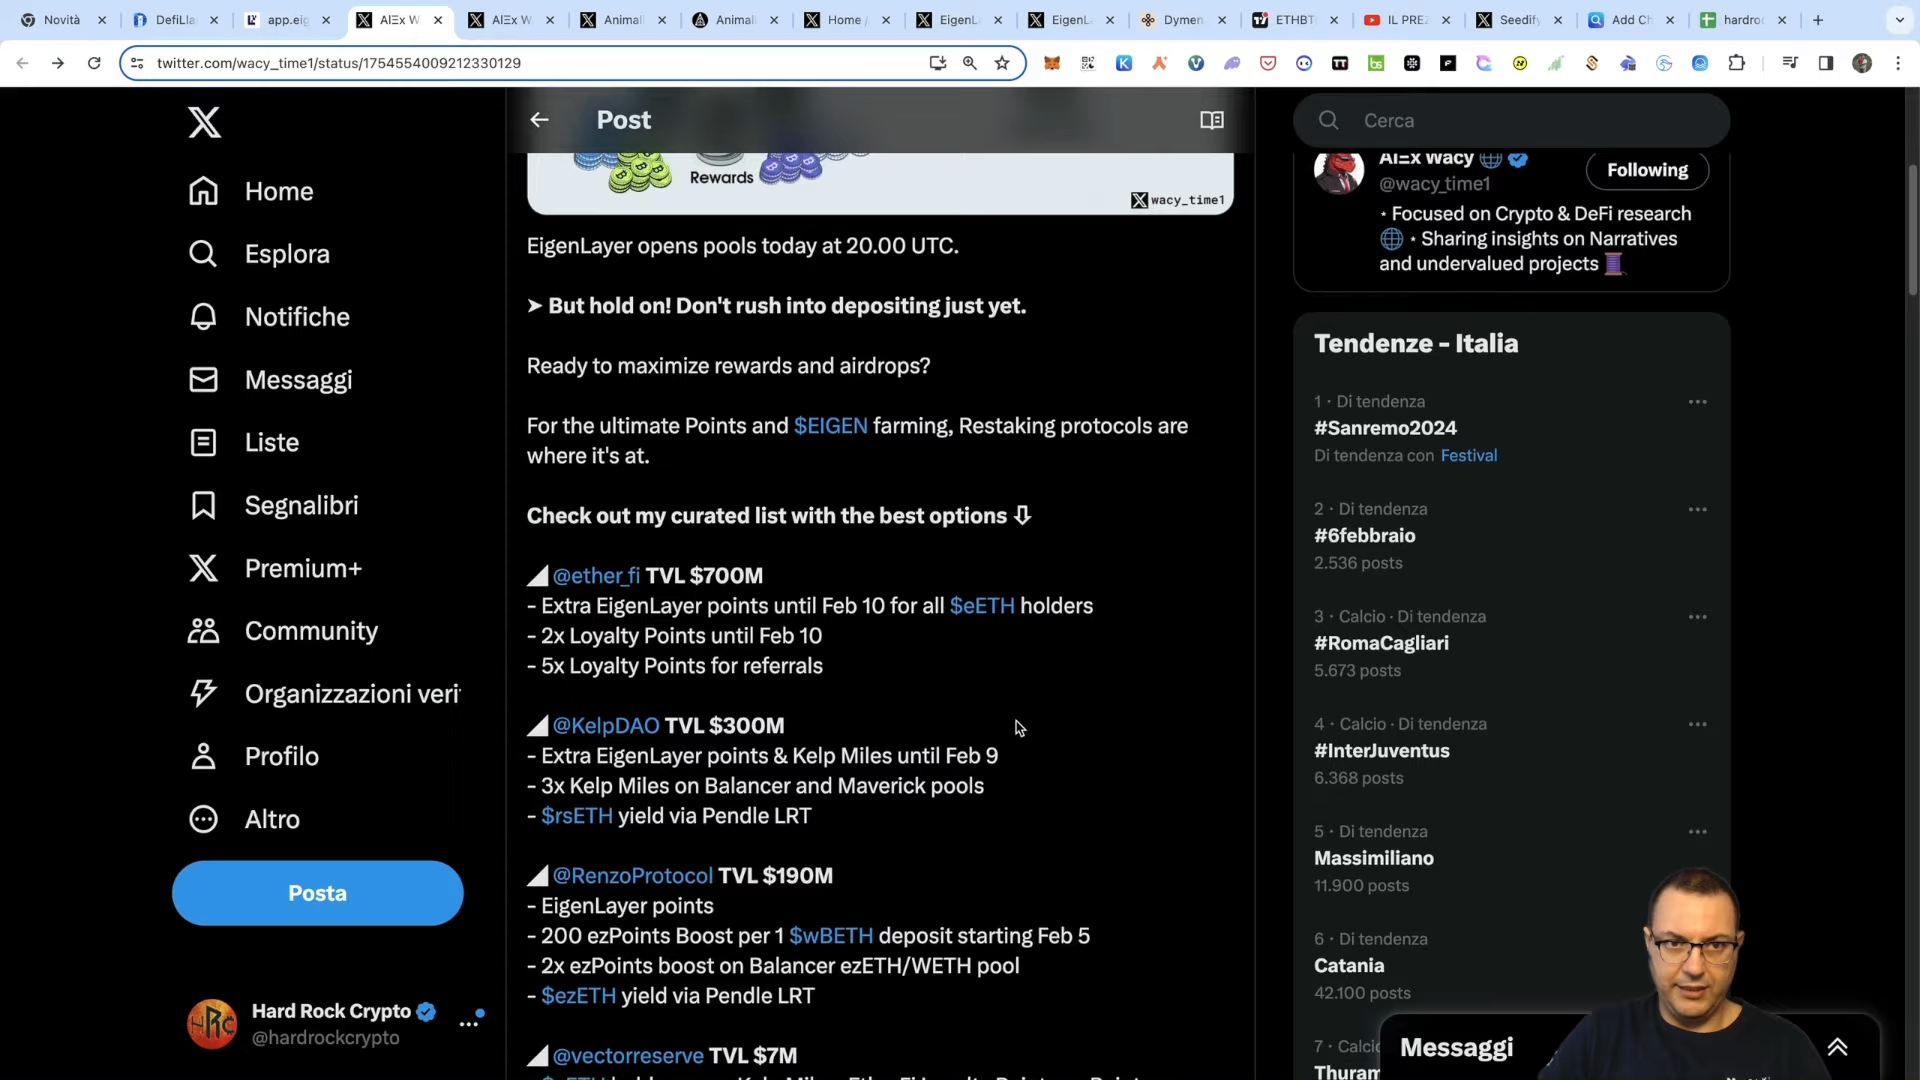 Novità
DefiLla
app.eig
AlΞx W
AlΞx W
Animal
Animal
Home /
EigenL
EigenL
Dymen
ETHBT
IL PREZ
Seedify
Add Ch
hardroc
twitter.com/wacy_time1/status/1754554009212330129
Home
Esplora
Notifiche
Messaggi
Liste
Segnalibri
Premium+
Community
Organizzazioni veri
Profilo
Altro
Posta
Hard Rock Crypto
@hardrockcrypto
Post
Rewards
wacy_time1
EigenLayer opens pools today at 20.00 UTC.
➤ But hold on! Don't rush into depositing just yet.
Ready to maximize rewards and airdrops?
For the ultimate Points and $EIGEN farming, Restaking protocols are
where it's at.
Check out my curated list with the best options ⇩
◢ @ether_fi TVL $700M
- Extra EigenLayer points until Feb 10 for all $eETH holders
- 2x Loyalty Points until Feb 10
- 5x Loyalty Points for referrals
◢ @KelpDAO TVL $300M
- Extra EigenLayer points & Kelp Miles until Feb 9
- 3x Kelp Miles on Balancer and Maverick pools
- $rsETH yield via Pendle LRT
◢ @RenzoProtocol TVL $190M
- EigenLayer points
- 200 ezPoints Boost per 1 $wBETH deposit starting Feb 5
- 2x ezPoints boost on Balancer ezETH/WETH pool
- $ezETH yield via Pendle LRT
◢ @vectorreserve TVL $7M
Cerca
AlΞx Wacy
@wacy_time1
Following
• Focused on Crypto & DeFi research
• Sharing insights on Narratives
and undervalued projects
Tendenze - Italia
1 · Di tendenza
#Sanremo2024
Di tendenza con Festival
2 · Di tendenza
#6febbraio
2.536 posts
3 · Calcio · Di tendenza
#RomaCagliari
5.673 posts
4 · Calcio · Di tendenza
#InterJuventus
6.368 posts
5 · Di tendenza
Massimiliano
11.900 posts
6 · Di tendenza
Catania
42.100 posts
7 · Calci
Thuram
Messaggi